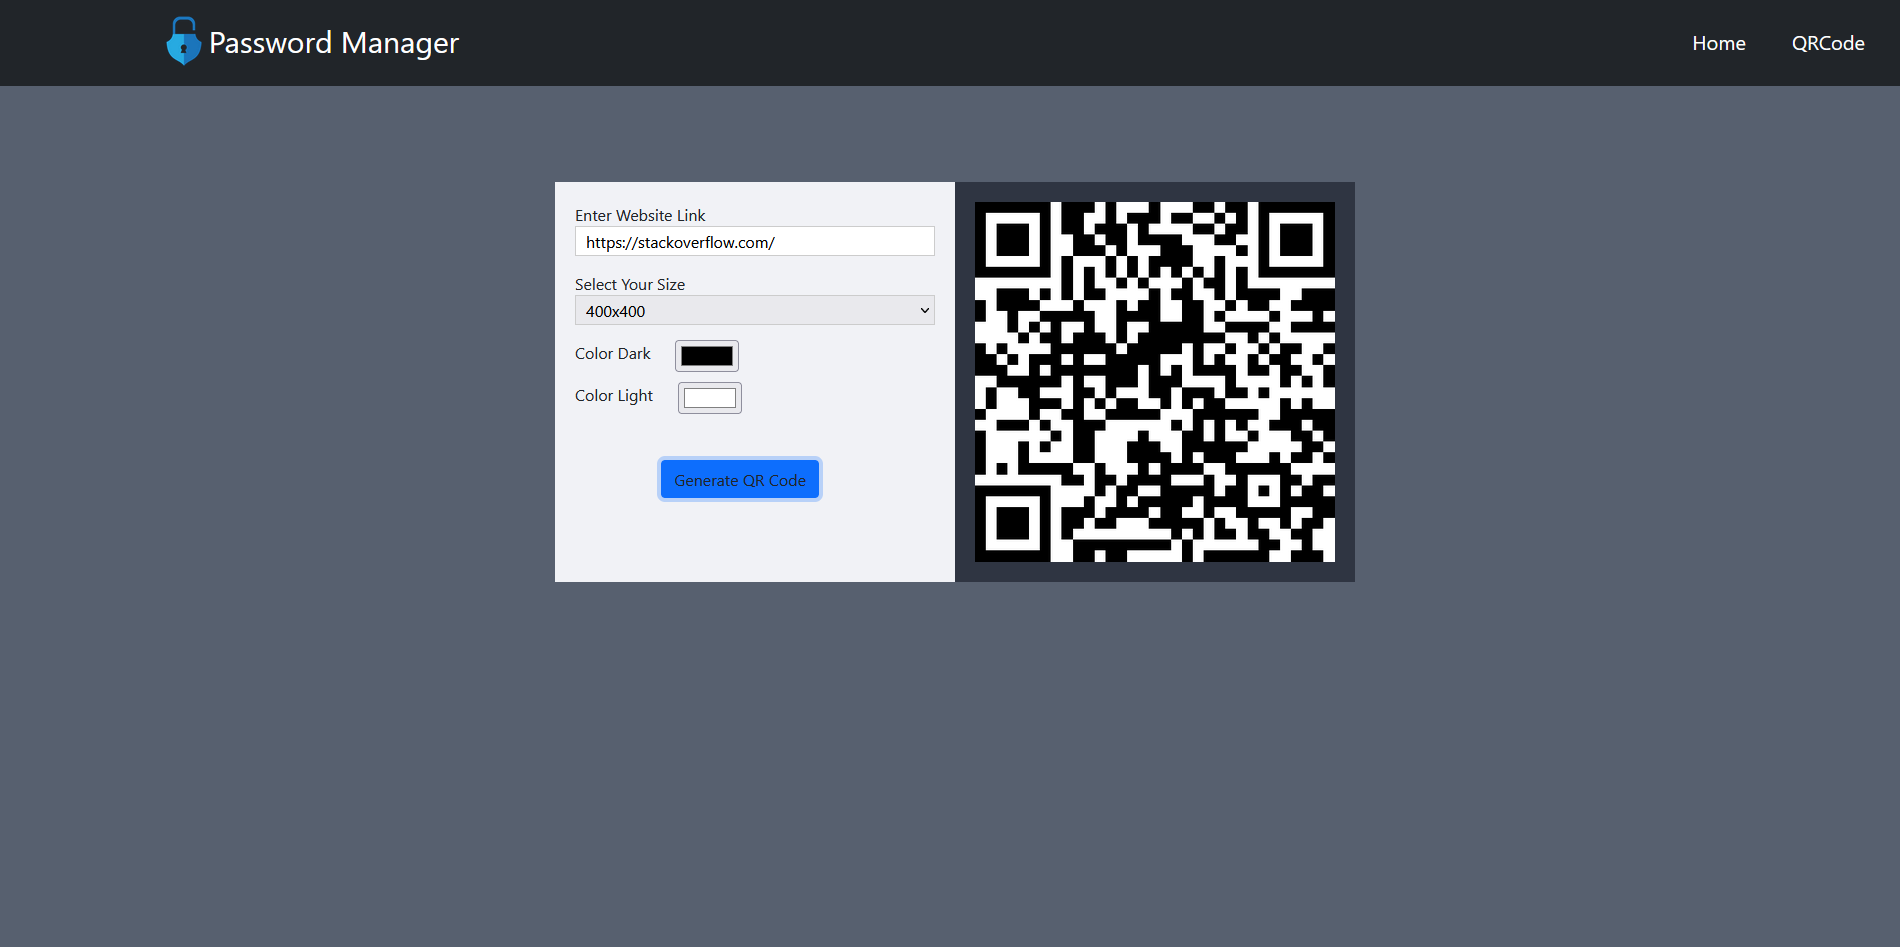 Password Manager
Home
QRCode
Enter Website Link
https://stackoverflow.com/
Select Your Size
400x400
Color Dark
Color Light
Generate QR Code